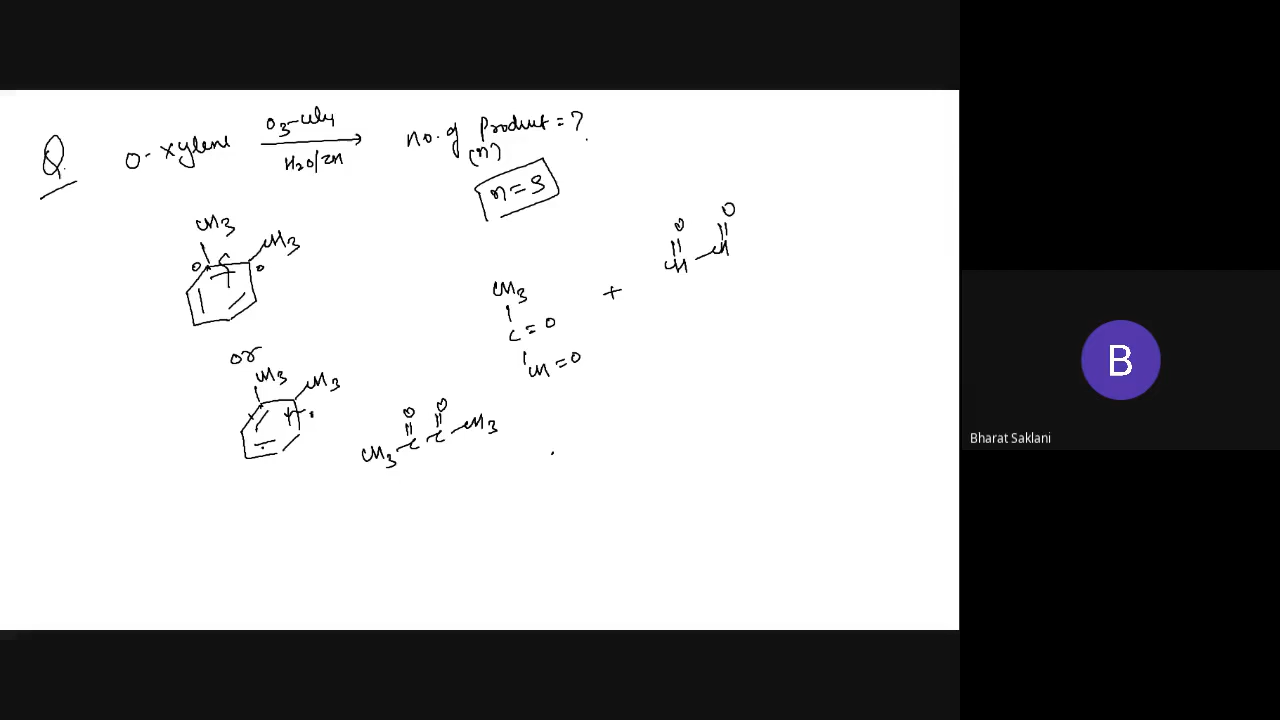 Q. O-xylene O3-CCl4 no. of Product = ?
H2O/Zn (n)
n=3
CH3 O O
CH3 CH - CH
CH3 +
C = O
or CH=O
CH3 CH3
O O
CH3 C C CH3
B
Bharat Saklani